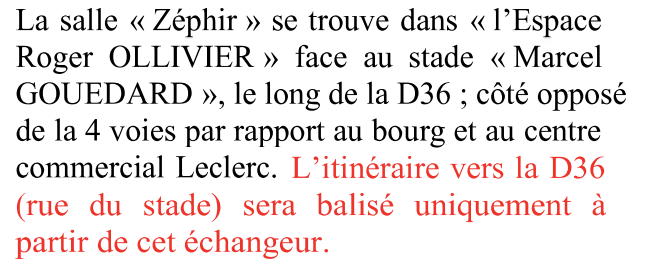 La salle « Zéphir » se trouve dans « l’Espace
Roger OLLIVIER » face au stade « Marcel
GOUEDARD », le long de la D36 ; côté opposé
de la 4 voies par rapport au bourg et au centre
commercial Leclerc. L’itinéraire vers la D36
(rue du stade) sera balisé uniquement à
partir de cet échangeur.